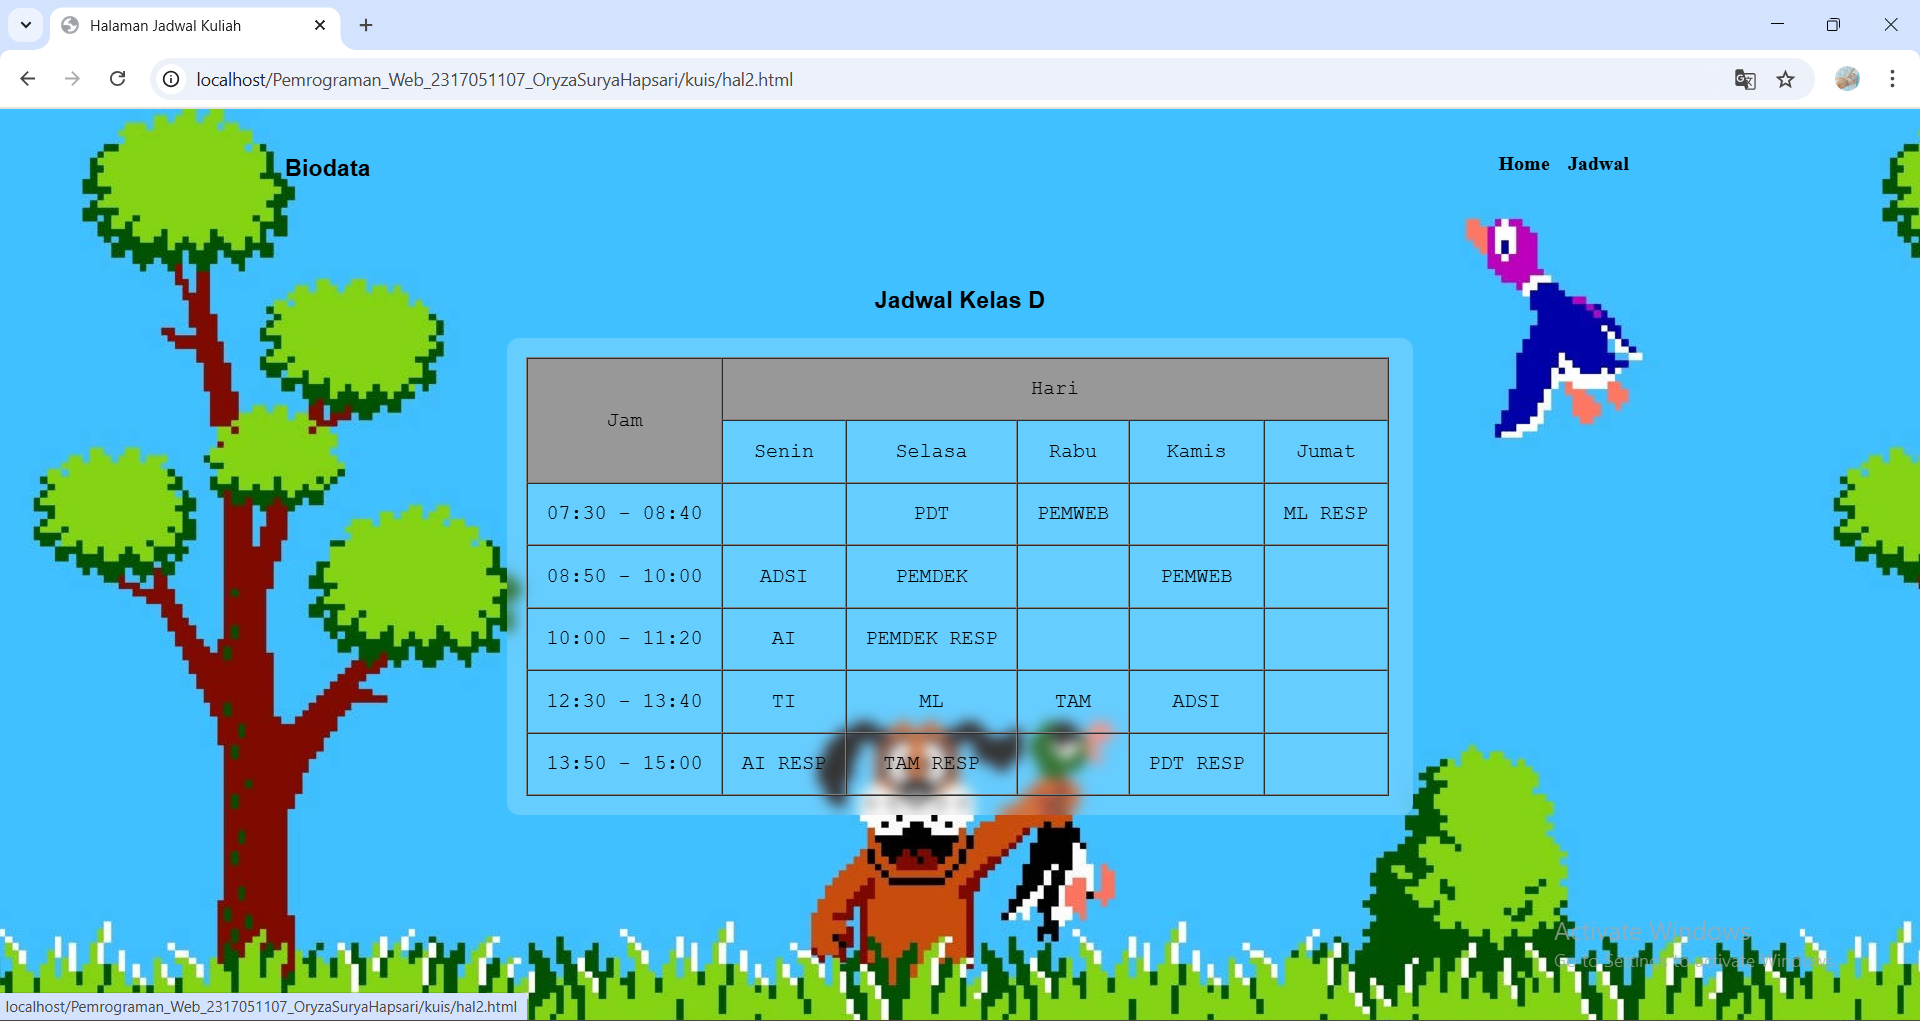 Halaman Jadwal Kuliah
localhost/Pemrograman_Web_2317051107_OryzaSuryaHapsari/kuis/hal2.html
Biodata
Home Jadwal
Jadwal Kelas D
Jam Hari
Senin Selasa Rabu Kamis Jumat
07:30 - 08:40 PDT PEMWEB ML RESP
08:50 - 10:00 ADSI PEMDEK PEMWEB
10:00 - 11:20 AI PEMDEK RESP
12:30 - 13:40 TI ML TAM ADSI
13:50 - 15:00 AI RESP TAM RESP PDT RESP
Activate Windows
Go to Settings to activate Windows.
localhost/Pemrograman_Web_2317051107_OryzaSuryaHapsari/kuis/hal2.html